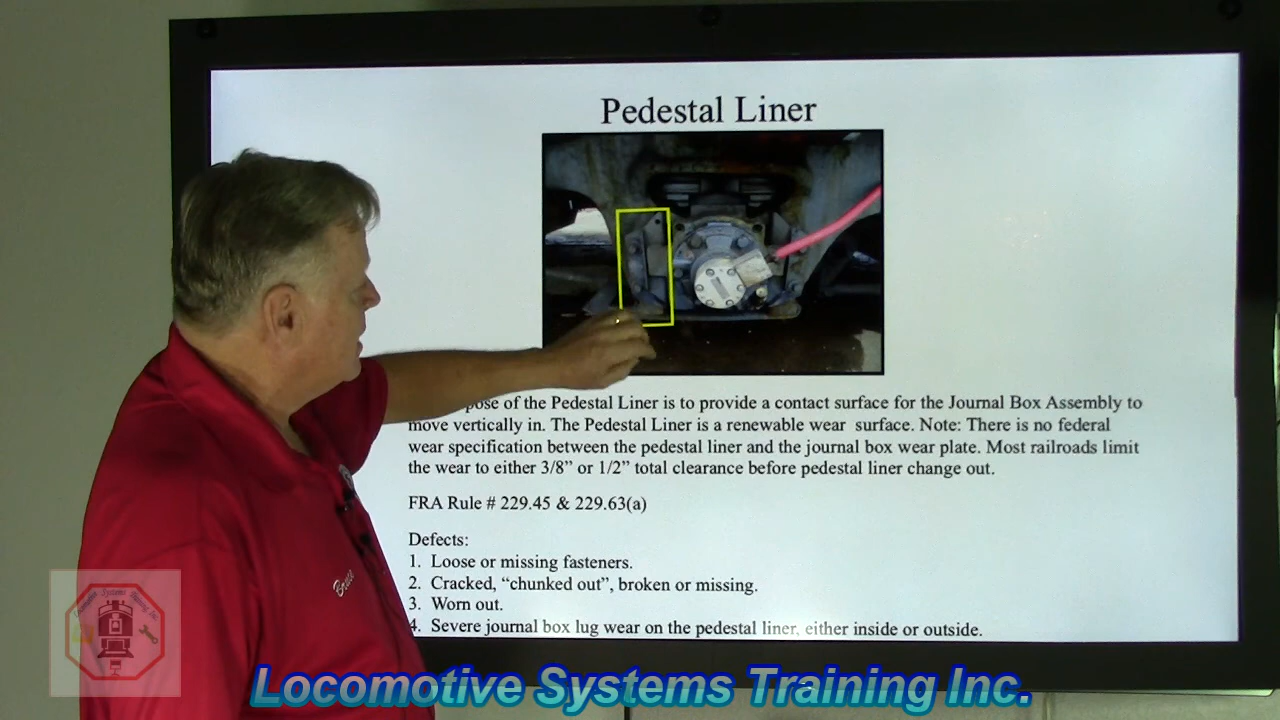 Pedestal Liner
pose of the Pedestal Liner is to provide a contact surface for the Journal Box Assembly to
move vertically in. The Pedestal Liner is a renewable wear surface. Note: There is no federal
wear specification between the pedestal liner and the journal box wear plate. Most railroads limit
the wear to either 3/8” or 1/2” total clearance before pedestal liner change out.
FRA Rule # 229.45 & 229.63(a)
Defects:
1. Loose or missing fasteners.
2. Cracked, “chunked out”, broken or missing.
3. Worn out.
4. Severe journal box lug wear on the pedestal liner, either inside or outside.
Bruce
Locomotive Systems Training Inc.
Locomotive Systems Training Inc.